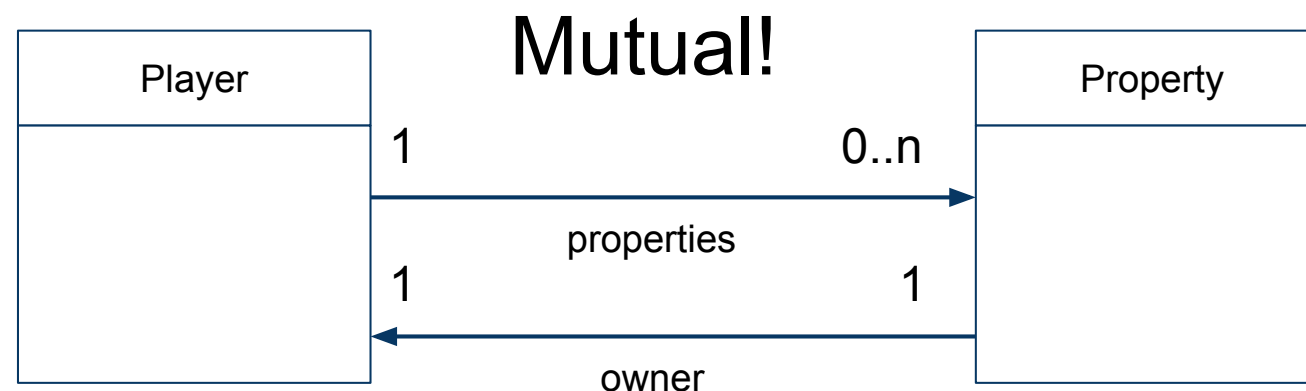 Mutual!
Player
Property
1
0..n
properties
1
1
owner